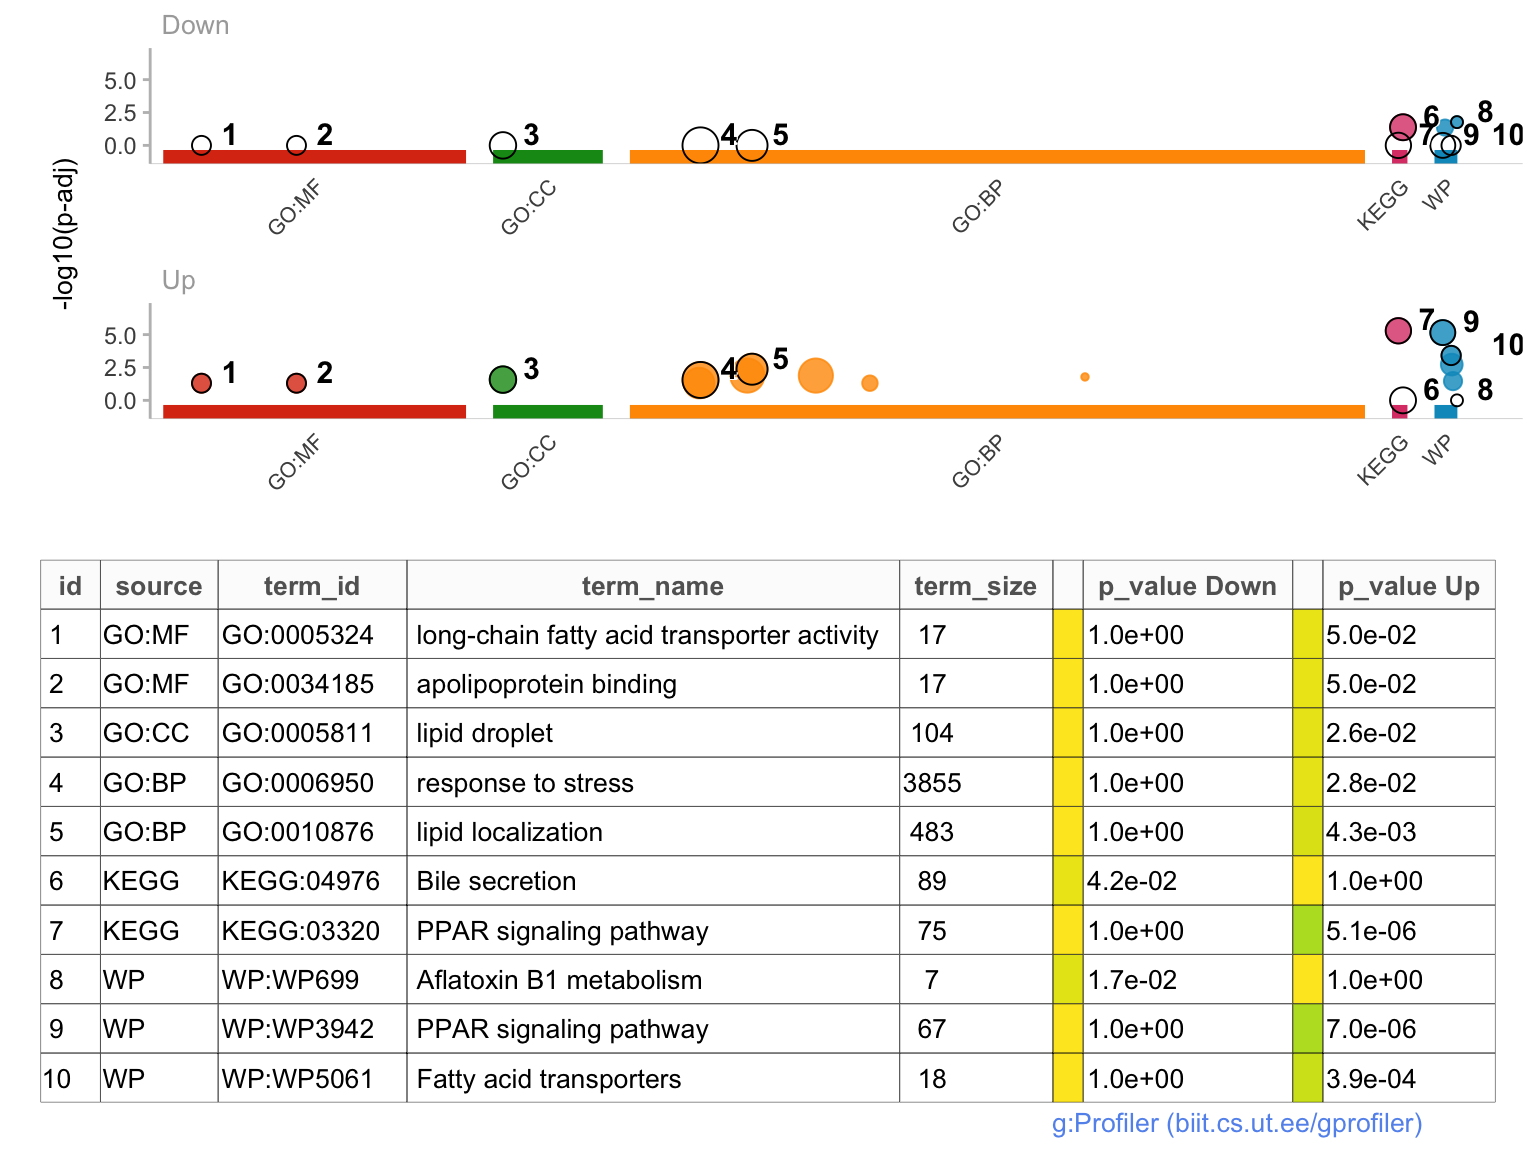 Down
5.0
2.5
0.0
1
2
3
4
5
6
7
8
9
10
GO:MF
GO:CC
GO:BP
KEGG
WP
-log10(p-adj)
Up
5.0
2.5
0.0
1
2
3
4
5
7
9
10
6
8
GO:MF
GO:CC
GO:BP
KEGG
WP
id source term_id term_name term_size p_value Down p_value Up
1 GO:MF GO:0005324 long-chain fatty acid transporter activity 17 1.0e+00 5.0e-02
2 GO:MF GO:0034185 apolipoprotein binding 17 1.0e+00 5.0e-02
3 GO:CC GO:0005811 lipid droplet 104 1.0e+00 2.6e-02
4 GO:BP GO:0006950 response to stress 3855 1.0e+00 2.8e-02
5 GO:BP GO:0010876 lipid localization 483 1.0e+00 4.3e-03
6 KEGG KEGG:04976 Bile secretion 89 4.2e-02 1.0e+00
7 KEGG KEGG:03320 PPAR signaling pathway 75 1.0e+00 5.1e-06
8 WP WP:WP699 Aflatoxin B1 metabolism 7 1.7e-02 1.0e+00
9 WP WP:WP3942 PPAR signaling pathway 67 1.0e+00 7.0e-06
10 WP WP:WP5061 Fatty acid transporters 18 1.0e+00 3.9e-04
g:Profiler (biit.cs.ut.ee/gprofiler)